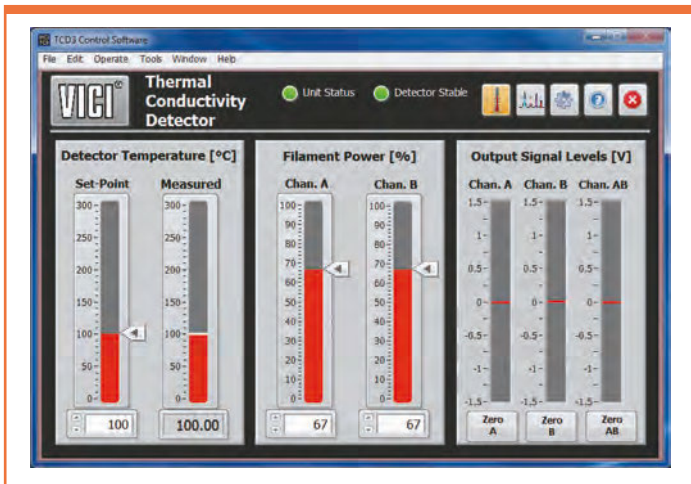 TCD3 Control Software
File Edit Operate Tools Window Help
VICI®
Thermal
Conductivity
Detector
Unit Status
Detector Stable
Detector Temperature [ºC]
Set-Point Measured
300- 300-
250- 250-
200- 200-
150- 150-
100- 100-
50- 50-
0- 0-
100 100.00
Filament Power [%]
Chan. A Chan. B
100- 100-
90- 90-
80- 80-
70- 70-
60- 60-
50- 50-
40- 40-
30- 30-
20- 20-
10- 10-
0- 0-
67 67
Output Signal Levels [V]
Chan. A Chan. B Chan. AB
1.5- 1.5- 1.5-
1- 1- 1-
0.5- 0.5- 0.5-
0- 0- 0-
-0.5- -0.5- -0.5-
-1- -1- -1-
-1.5- -1.5- -1.5-
Zero Zero Zero
A B AB